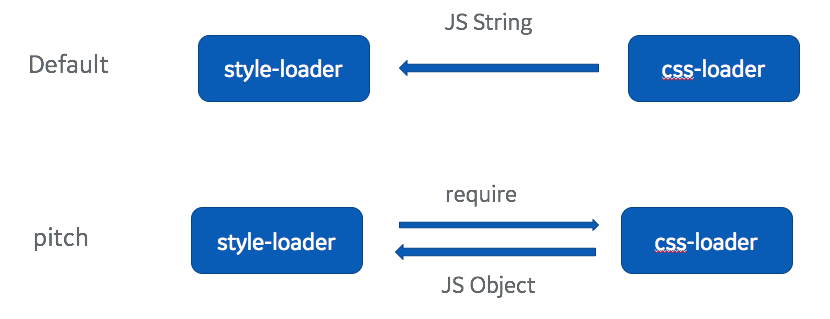 JS String
Default
style-loader
css-loader
require
pitch
style-loader
css-loader
JS Object